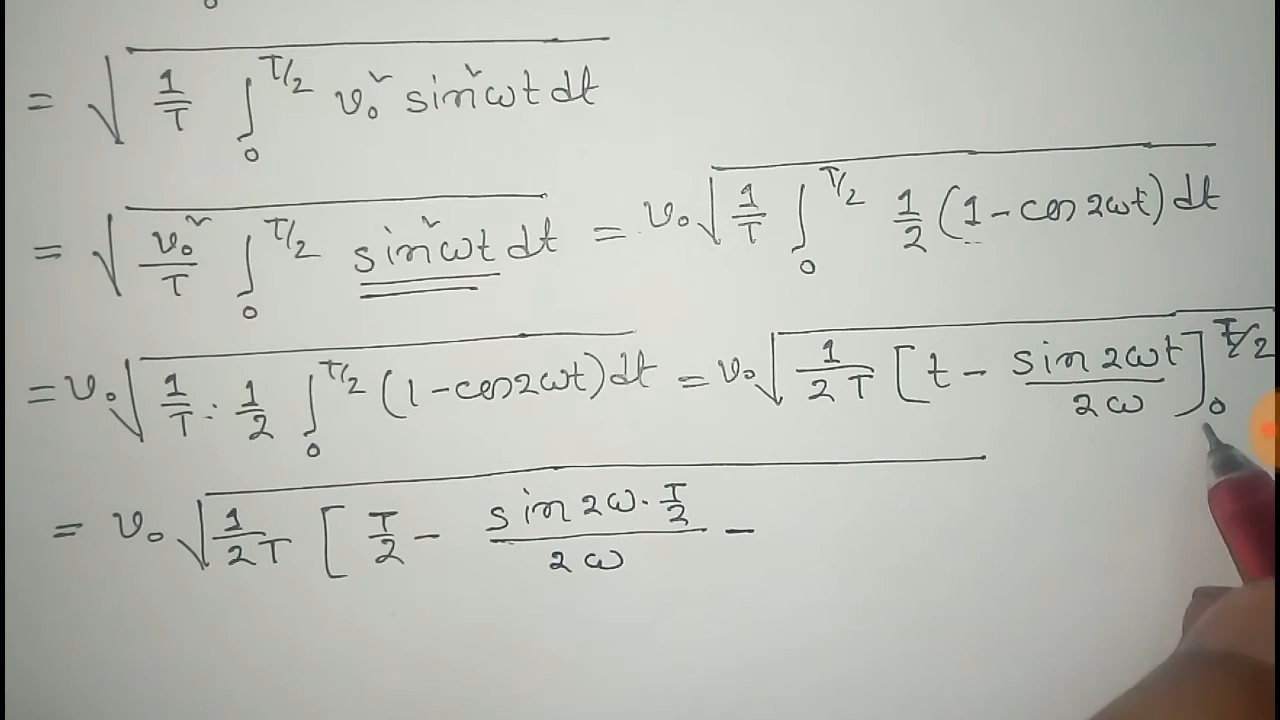 = √(1/T ∫₀^{T/2} v₀² sin²ωt dt)
= √(v₀²/T ∫₀^{T/2} sin²ωt dt) = v₀√(1/T ∫₀^{T/2} 1/2 (1 - cos 2ωt) dt)
= v₀√(1/T · 1/2 ∫₀^{T/2} (1 - cos 2ωt) dt) = v₀√(1/2T [t - sin 2ωt/2ω]₀^{T/2})
= v₀√(1/2T [T/2 - sin 2ω·T/2 / 2ω -